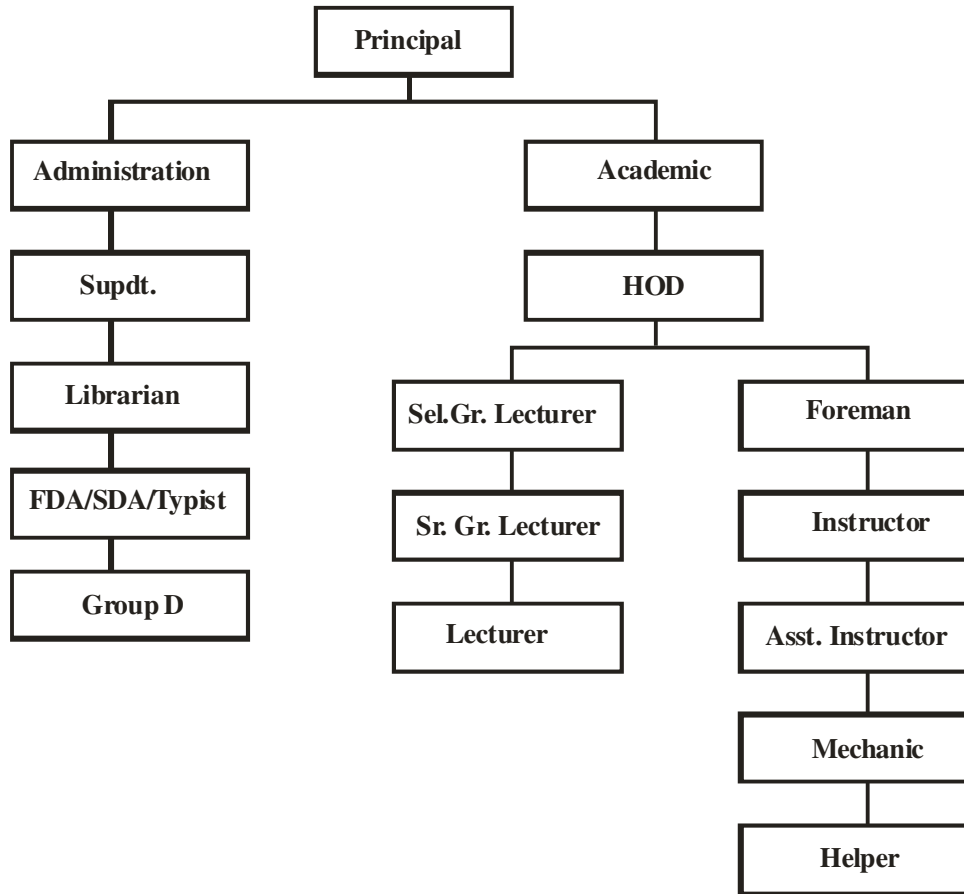 Principal
Administration
Academic
Supdt.
HOD
Librarian
Sel.Gr. Lecturer
Foreman
FDA/SDA/Typist
Sr. Gr. Lecturer
Instructor
Group D
Lecturer
Asst. Instructor
Mechanic
Helper